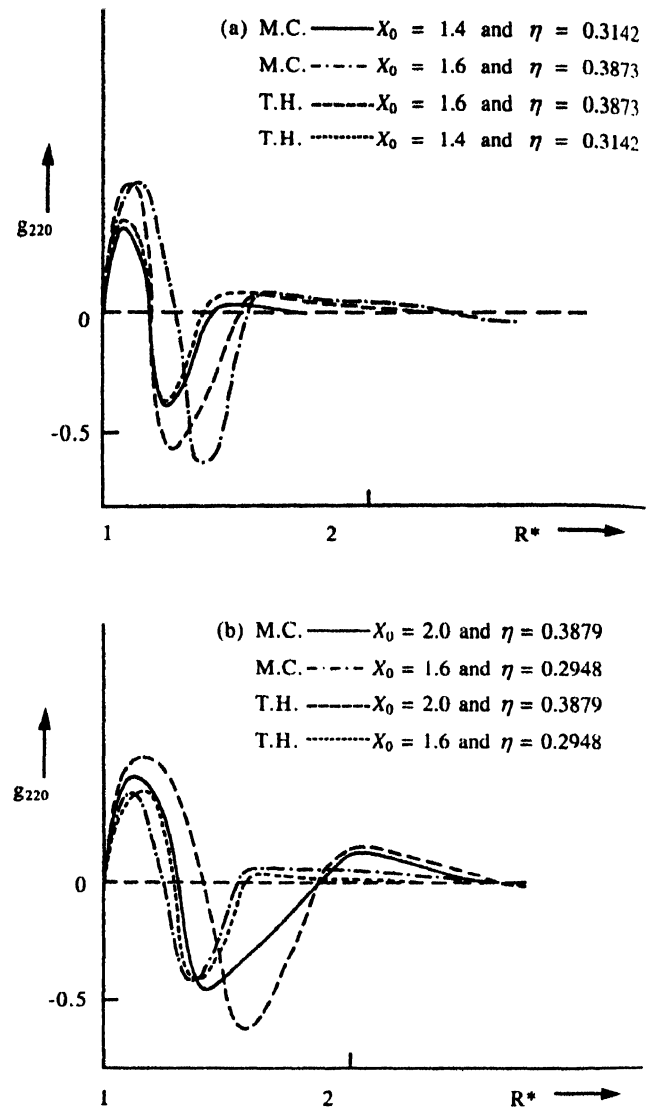 (a) M.C. X₀ = 1.4 and η = 0.3142
M.C. X₀ = 1.6 and η = 0.3873
T.H. X₀ = 1.6 and η = 0.3873
T.H. X₀ = 1.4 and η = 0.3142
g₂₂₀
0
-0.5
1 2 R*
(b) M.C. X₀ = 2.0 and η = 0.3879
M.C. X₀ = 1.6 and η = 0.2948
T.H. X₀ = 2.0 and η = 0.3879
T.H. X₀ = 1.6 and η = 0.2948
g₂₂₀
0
-0.5
1 2 R*